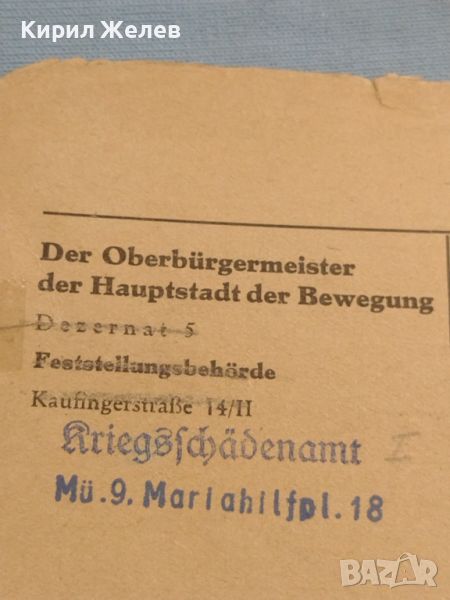 Кирил Желев
Der Oberbürgermeister
der Hauptstadt der Bewegung
Dezernat 5
Feststellungsbehörde
Kaufingerstraße 14/II
Kriegsschädenamt I
Mü. 9. Mariahilfpl. 18
BAZAR